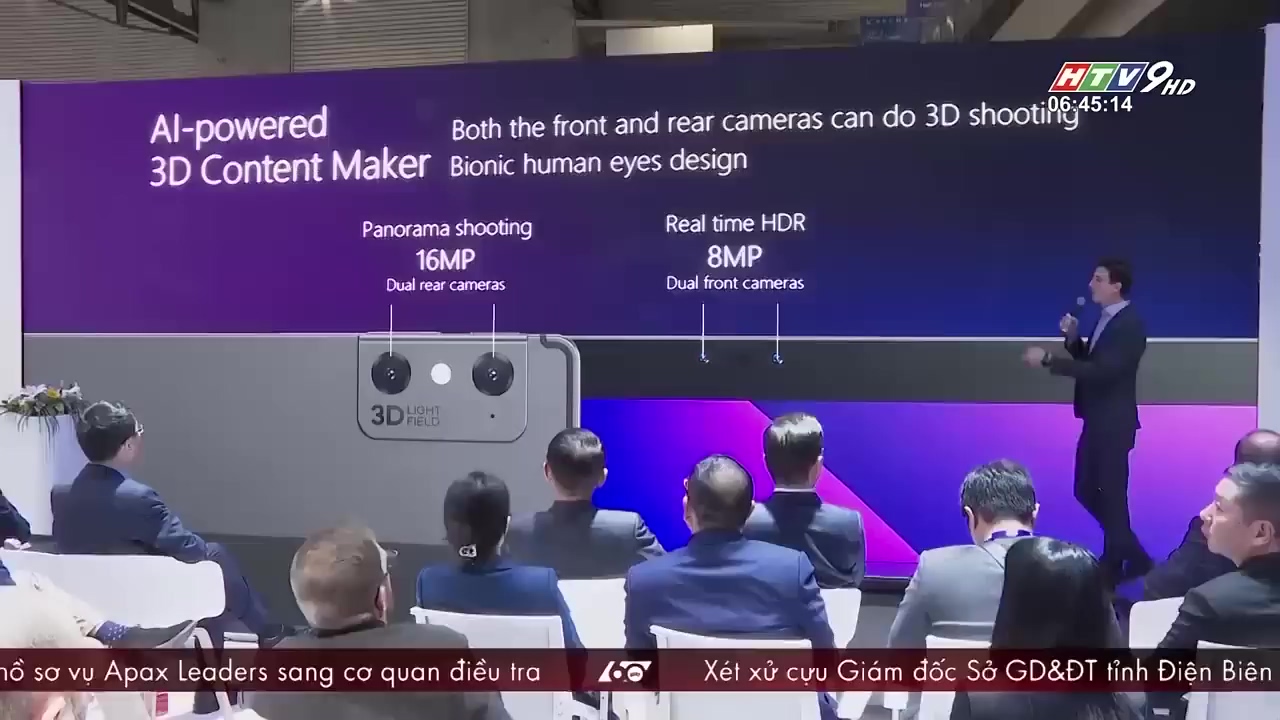 HTV9 HD
06:45:14
AI-powered
3D Content Maker
Both the front and rear cameras can do 3D shooting
Bionic human eyes design
Panorama shooting
16MP
Dual rear cameras
Real time HDR
8MP
Dual front cameras
3D LIGHT
FIELD
hồ sơ vụ Apax Leaders sang cơ quan điều tra
60
Xét xử cựu Giám đốc Sở GD&ĐT tỉnh Điện Biên